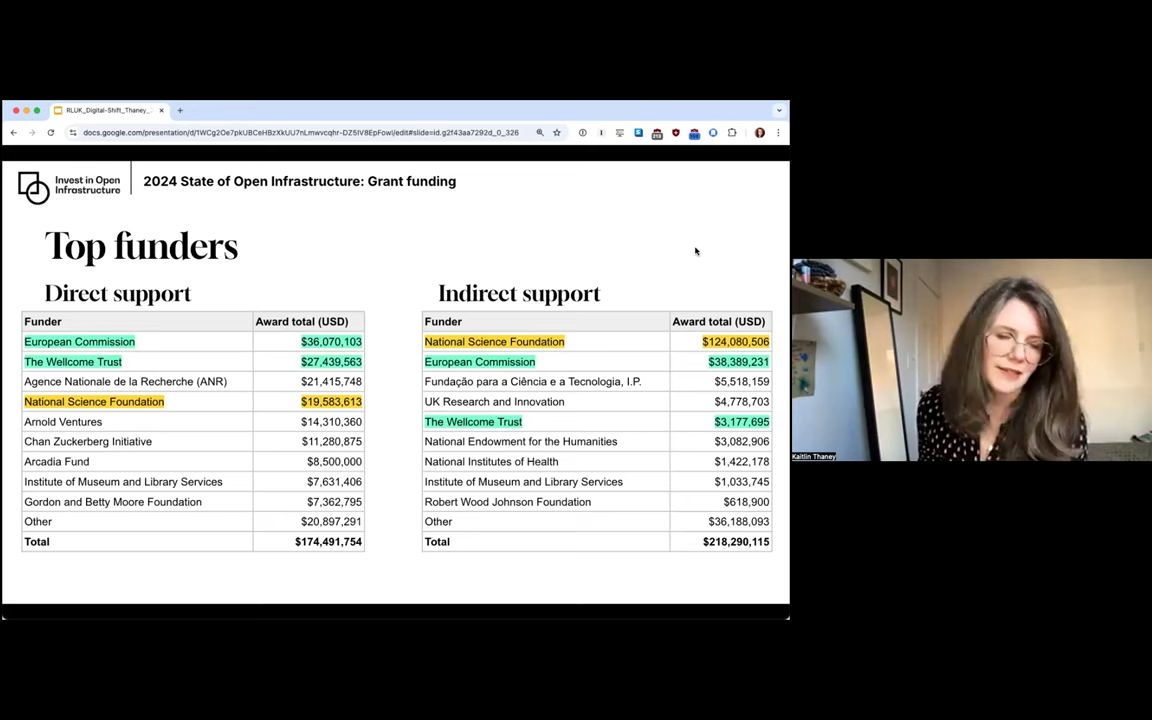 RLUK_Digital-Shift_Thaney_
docs.google.com/presentation/d/1WCg2Oe7pkUBCeHBzXkUU7nLmwvcqhr-DZ5IV8EpFowI/edit#slide=id.g2f43aa7292d_0_326
Invest in Open
Infrastructure
2024 State of Open Infrastructure: Grant funding
Top funders
Direct support
Funder Award total (USD)
European Commission $36,070,103
The Wellcome Trust $27,439,563
Agence Nationale de la Recherche (ANR) $21,415,748
National Science Foundation $19,583,613
Arnold Ventures $14,310,360
Chan Zuckerberg Initiative $11,280,875
Arcadia Fund $8,500,000
Institute of Museum and Library Services $7,631,406
Gordon and Betty Moore Foundation $7,362,795
Other $20,897,291
Total $174,491,754
Indirect support
Funder Award total (USD)
National Science Foundation $124,080,506
European Commission $38,389,231
Fundação para a Ciência e a Tecnologia, I.P. $5,518,159
UK Research and Innovation $4,778,703
The Wellcome Trust $3,177,695
National Endowment for the Humanities $3,082,906
National Institutes of Health $1,422,178
Institute of Museum and Library Services $1,033,745
Robert Wood Johnson Foundation $618,900
Other $36,188,093
Total $218,290,115
Kaitlin Thaney